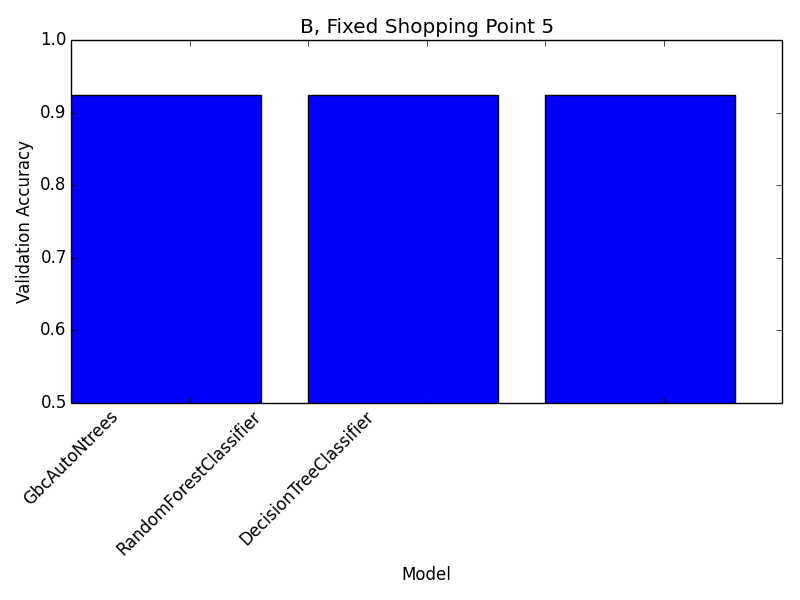 B, Fixed Shopping Point 5
1.0
0.9
0.8
0.7
0.6
0.5
Validation Accuracy
GbcAutoNtrees
RandomForestClassifier
DecisionTreeClassifier
Model